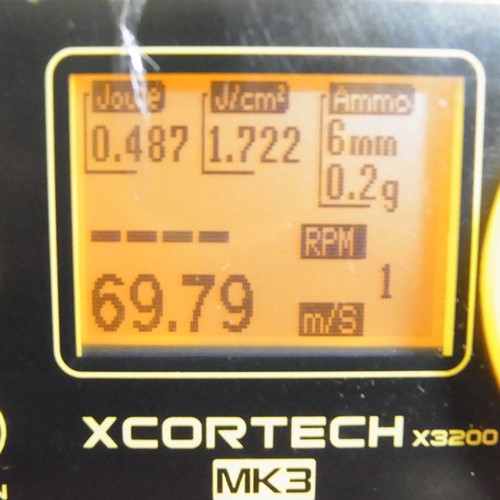 Joule J/cm² Ammo
0.487 1.722 6mm
0.2g
---- RPM
1
69.79 m/S
XCORTECH X3200
MK3
N